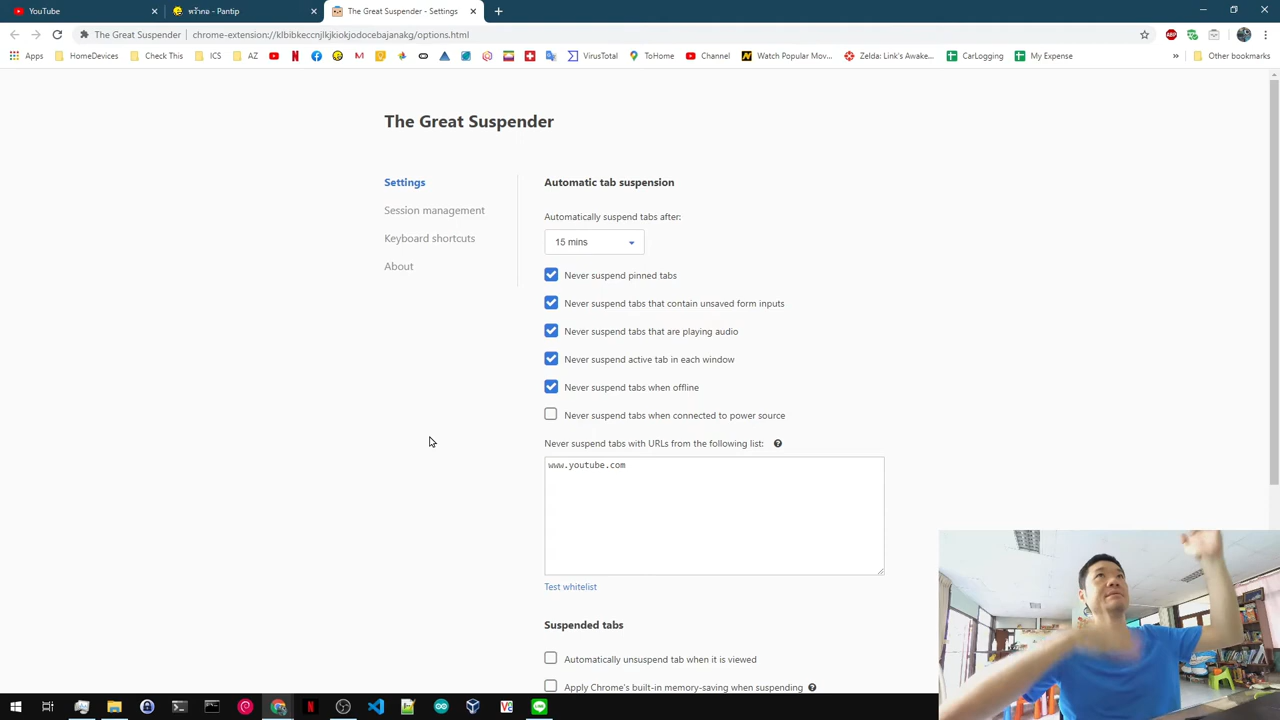 YouTube
หน้าถัด - Pantip
The Great Suspender - Settings
The Great Suspender
chrome-extension://klbibkeccnjlkjkiokjodocebajanakg/options.html
Apps
HomeDevices
Check This
ICS
AZ
VirusTotal
ToHome
Channel
Watch Popular Mov...
Zelda: Link's Awake...
CarLogging
My Expense
»
Other bookmarks
The Great Suspender
Settings
Session management
Keyboard shortcuts
About
Automatic tab suspension
Automatically suspend tabs after:
15 mins
Never suspend pinned tabs
Never suspend tabs that contain unsaved form inputs
Never suspend tabs that are playing audio
Never suspend active tab in each window
Never suspend tabs when offline
Never suspend tabs when connected to power source
Never suspend tabs with URLs from the following list:
www.youtube.com
Test whitelist
Suspended tabs
Automatically unsuspend tab when it is viewed
Apply Chrome's built-in memory-saving when suspending